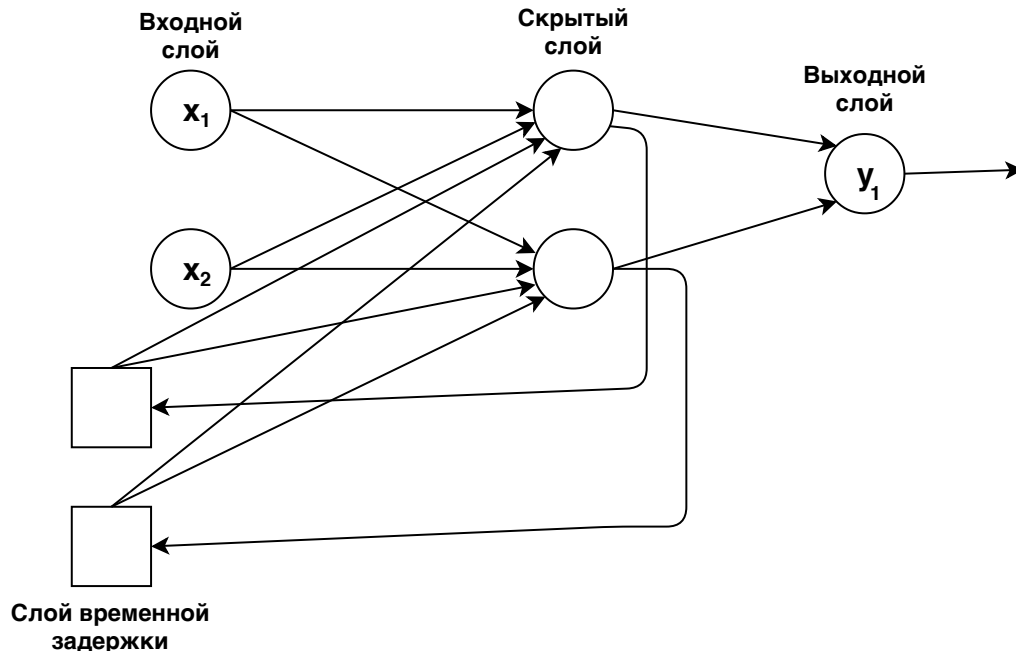 Входной
слой
Скрытый
слой
Выходной
слой
x1
x2
y1
Слой временной
задержки